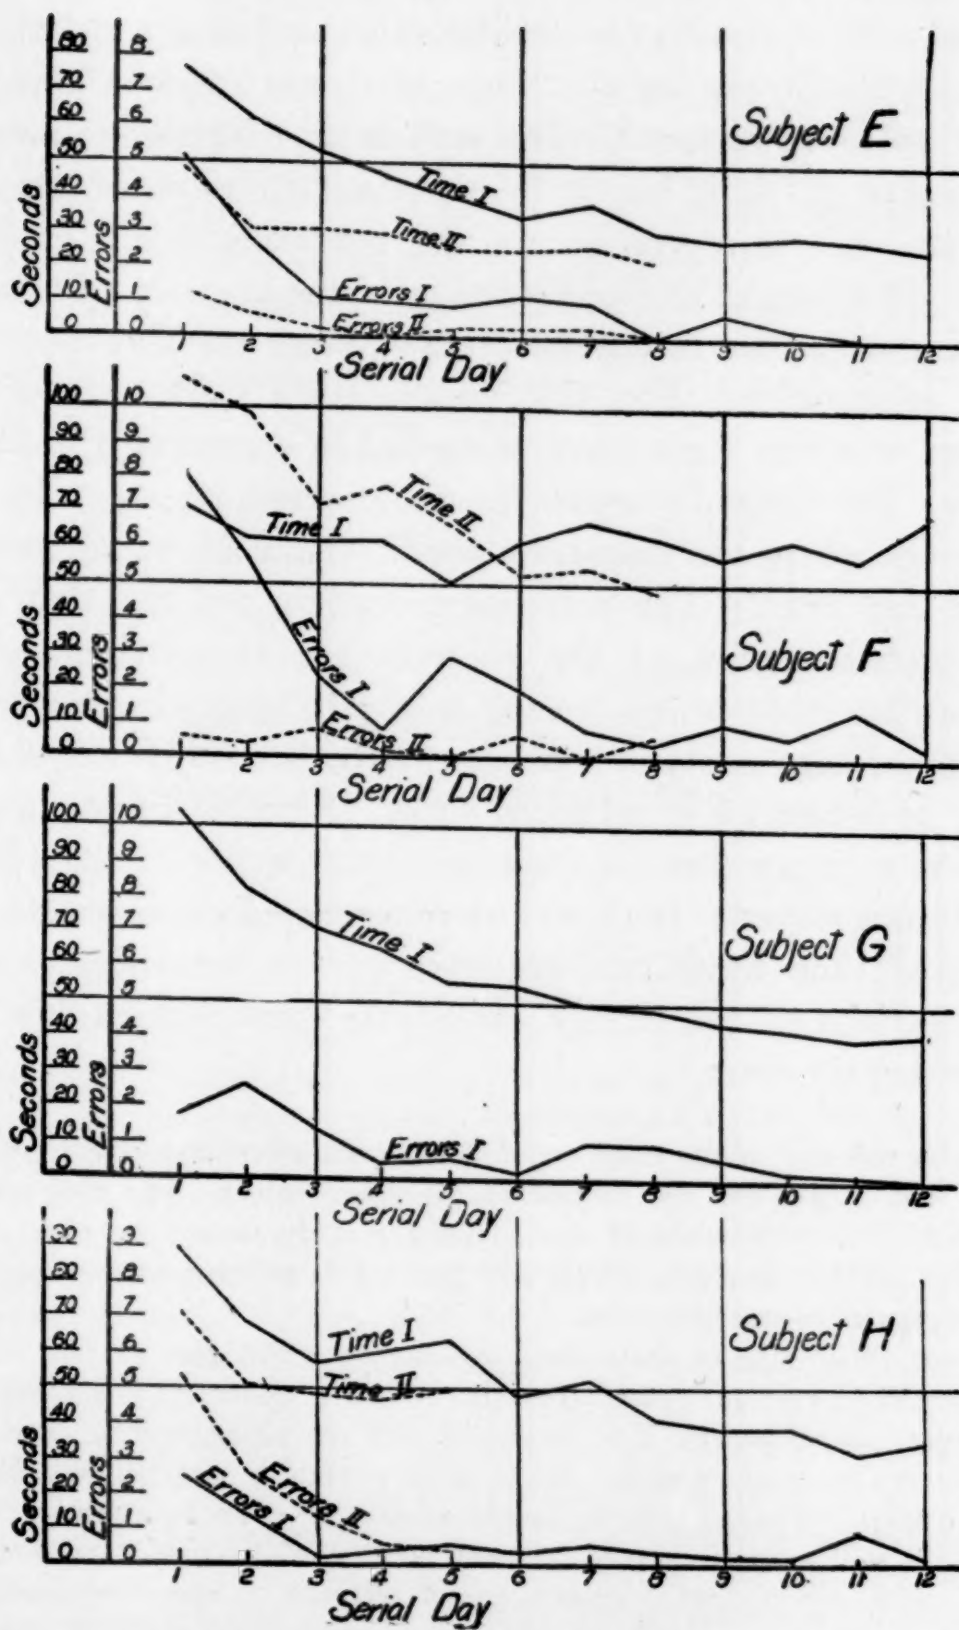 80 8
70 7
60 6
50 5
40 4
30 3
20 2
10 1
0 0
Seconds
Errors
Subject E
Time I
Time II
Errors I
Errors II
1 2 3 4 5 6 7 8 9 10 11 12
Serial Day
100 10
90 9
80 8
70 7
60 6
50 5
40 4
30 3
20 2
10 1
0 0
Seconds
Errors
Time II
Time I
Subject F
Errors I
Errors II
1 2 3 4 5 6 7 8 9 10 11 12
Serial Day
100 10
90 9
80 8
70 7
60 6
50 5
40 4
30 3
20 2
10 1
0 0
Seconds
Errors
Time I
Subject G
Errors I
1 2 3 4 5 6 7 8 9 10 11 12
Serial Day
90 9
80 8
70 7
60 6
50 5
40 4
30 3
20 2
10 1
0 0
Seconds
Errors
Time I
Subject H
Time II
Errors II
Errors I
1 2 3 4 5 6 7 8 9 10 11 12
Serial Day